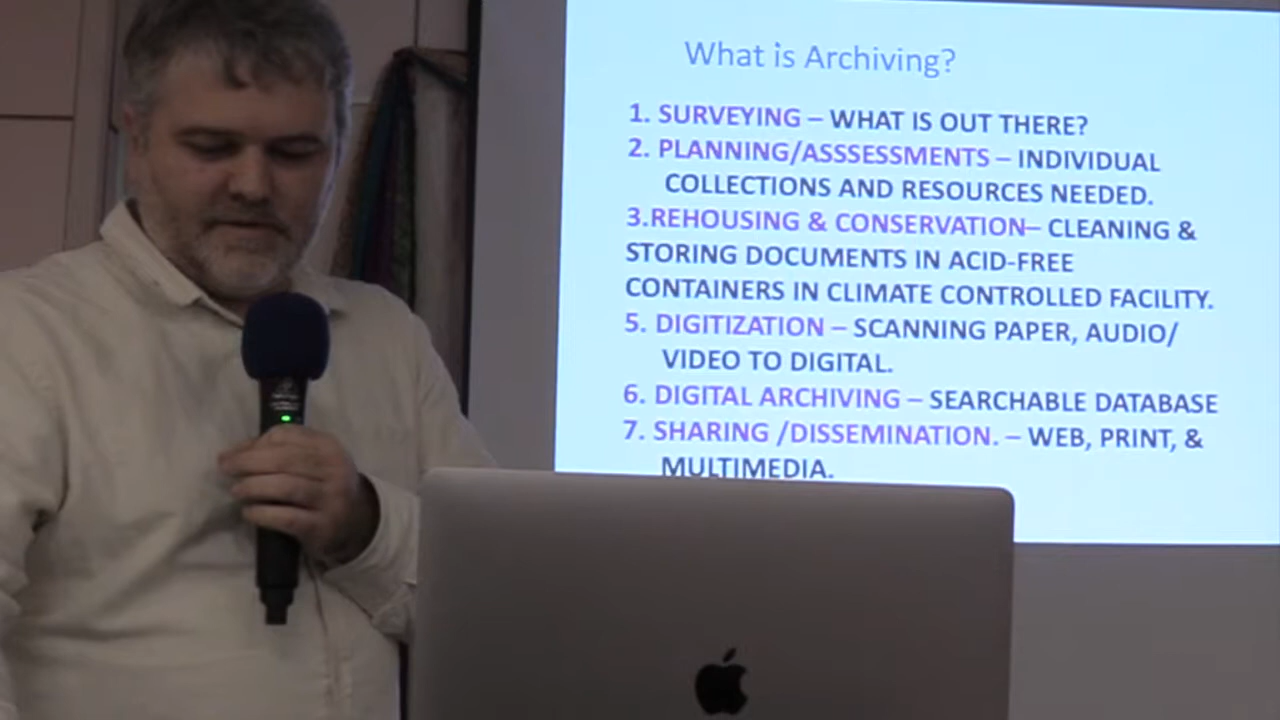 What is Archiving?
1. SURVEYING – WHAT IS OUT THERE?
2. PLANNING/ASSSESSMENTS – INDIVIDUAL
COLLECTIONS AND RESOURCES NEEDED.
3.REHOUSING & CONSERVATION– CLEANING &
STORING DOCUMENTS IN ACID-FREE
CONTAINERS IN CLIMATE CONTROLLED FACILITY.
5. DIGITIZATION – SCANNING PAPER, AUDIO/
VIDEO TO DIGITAL.
6. DIGITAL ARCHIVING – SEARCHABLE DATABASE
7. SHARING /DISSEMINATION. – WEB, PRINT, &
MULTIMEDIA.